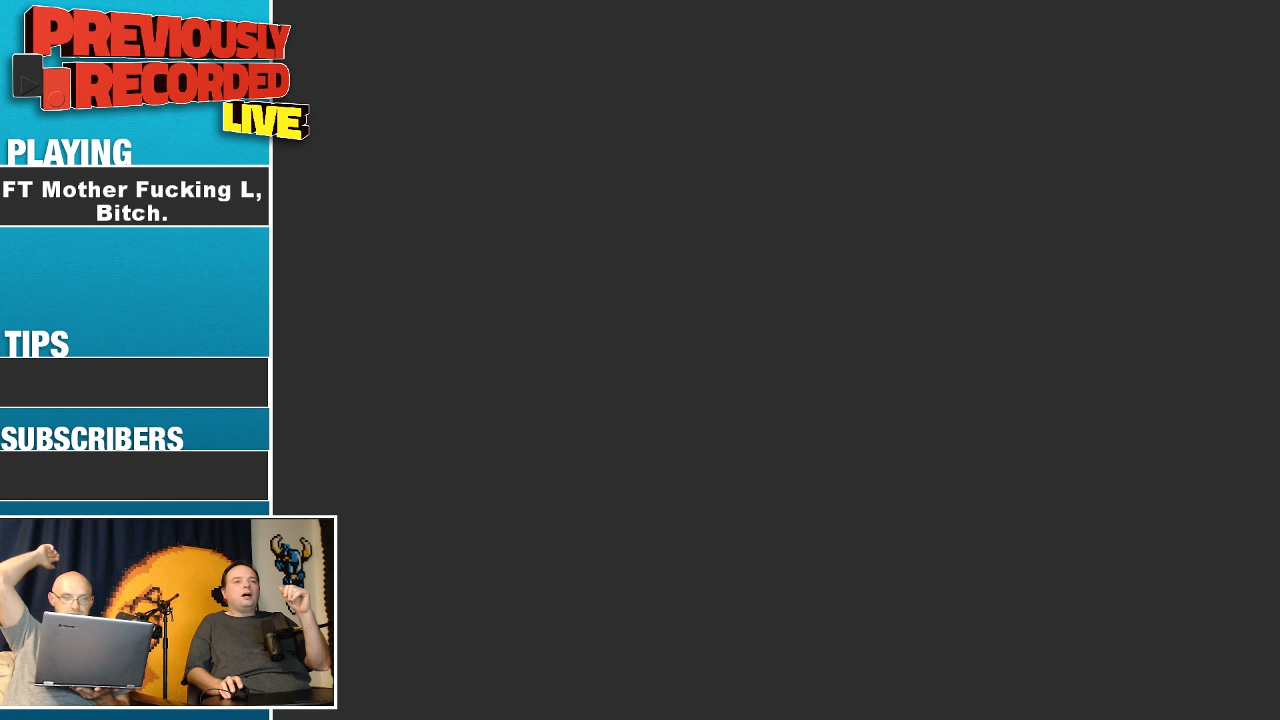 PREVIOUSLY
RECORDED
LIVE
PLAYING
FT Mother Fucking L,
Bitch.
TIPS
SUBSCRIBERS